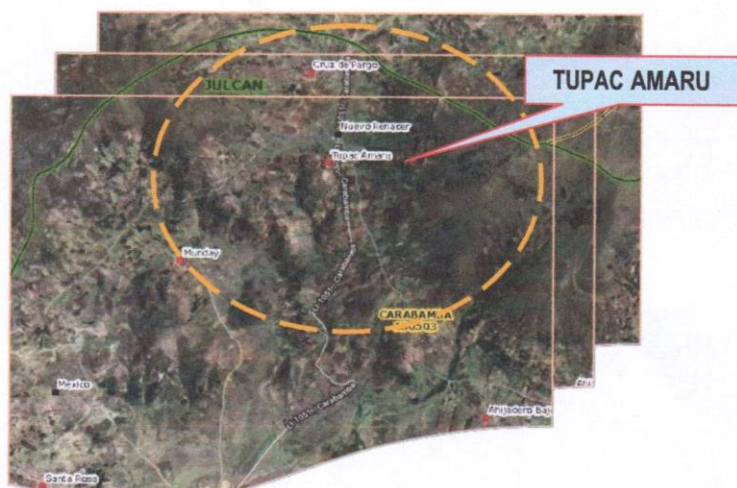 Cruz de Pargo
TUPAC AMARU
JULCAN
Nuevo Renacer
Tupac Amaru
Munday
CARABAMBA
Mexico
Ahijadero Bajo
Santa Rosa